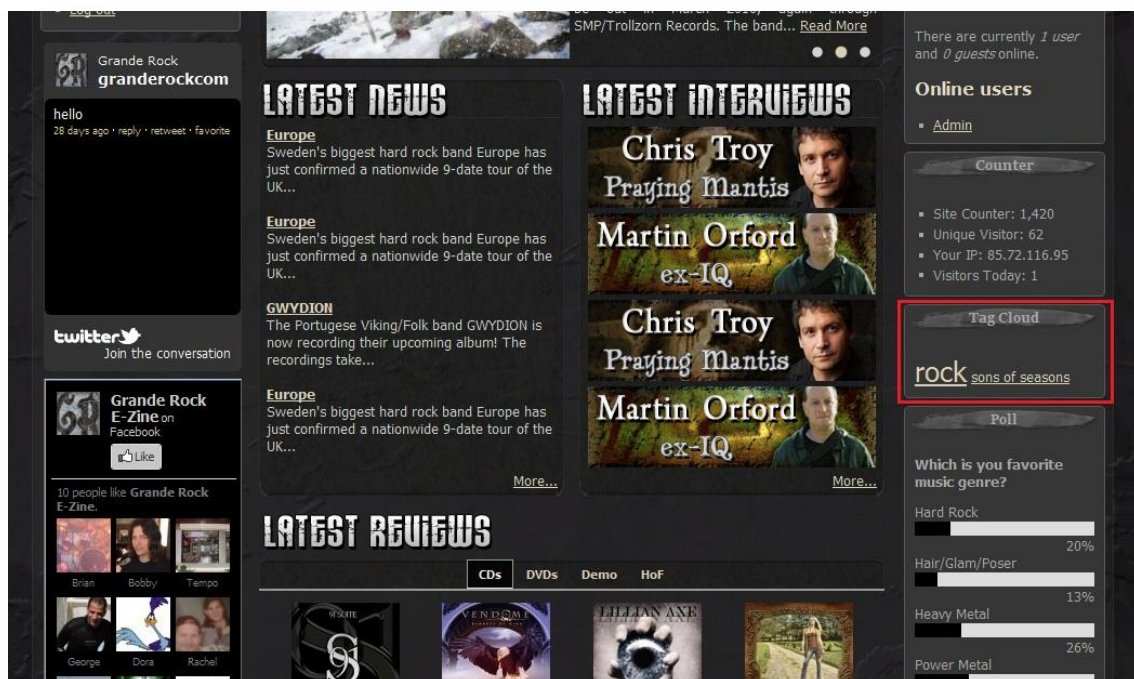 Log out
Grande Rock
granderockcom
hello
28 days ago · reply · retweet · favorite
twitter
Join the conversation
Grande Rock
E-Zine on
Facebook
Like
10 people like Grande Rock
E-Zine.
Brian Bobby Tempo
George Dora Rachel
be out in March 2010, again through
SMP/Trollzorn Records. The band... Read More
LATEST NEWS
Europe
Sweden's biggest hard rock band Europe has
just confirmed a nationwide 9-date tour of the
UK...
Europe
Sweden's biggest hard rock band Europe has
just confirmed a nationwide 9-date tour of the
UK...
GWYDION
The Portugese Viking/Folk band GWYDION is
now recording their upcoming album! The
recordings take...
Europe
Sweden's biggest hard rock band Europe has
just confirmed a nationwide 9-date tour of the
UK...
More...
LATEST INTERVIEWS
Chris Troy
Praying Mantis
Martin Orford
ex-IQ
Chris Troy
Praying Mantis
Martin Orford
ex-IQ
More...
LATEST REVIEWS
CDs DVDs Demo HoF
91 SUITE
VENDOME
LILLIAN AXE
There are currently 1 user
and 0 guests online.
Online users
Admin
Counter
Site Counter: 1,420
Unique Visitor: 62
Your IP: 85.72.116.95
Visitors Today: 1
Tag Cloud
rock sons of seasons
Poll
Which is you favorite
music genre?
Hard Rock
20%
Hair/Glam/Poser
13%
Heavy Metal
26%
Power Metal